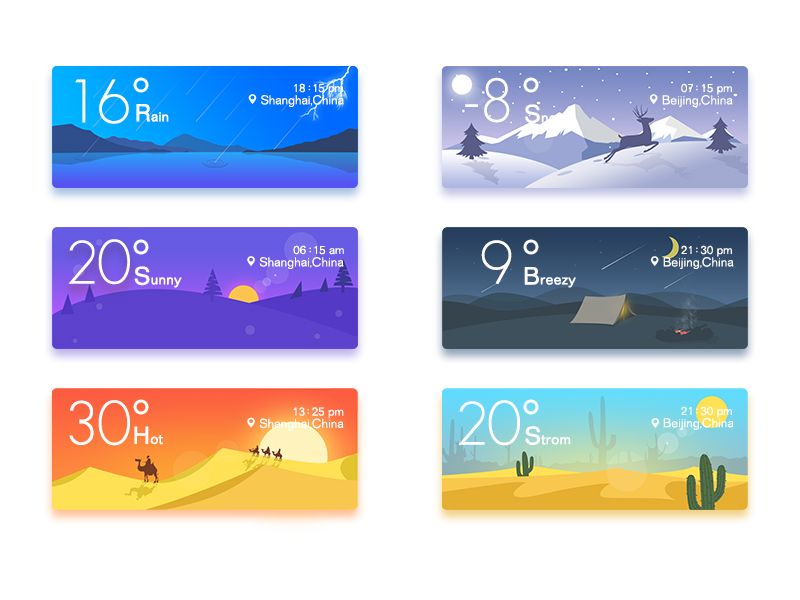 16° Rain
18:15 pm
Shanghai,China
-8° Sno
07:15 pm
Beijing,China
20° Sunny
06:15 am
Shanghai,China
9° Breezy
21:30 pm
Beijing,China
30° Hot
13:25 pm
Shanghai,China
20° Strom
21:30 pm
Beijing,China